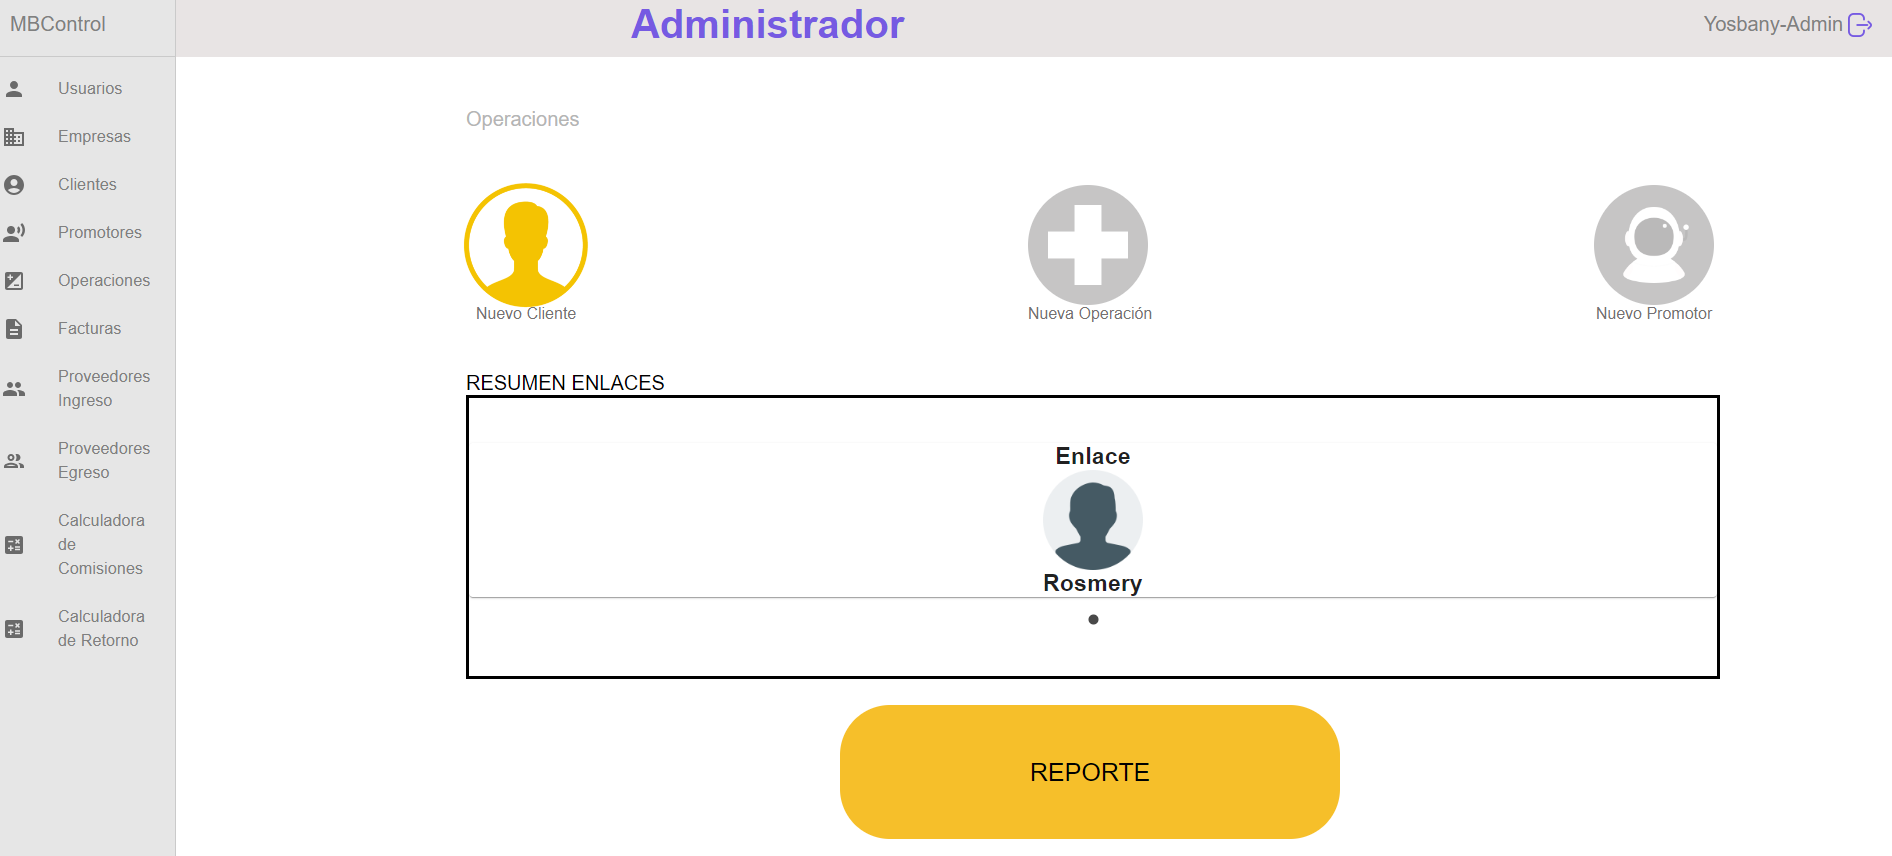 MBControl
Administrador
Yosbany-Admin
Usuarios
Empresas
Clientes
Promotores
Operaciones
Facturas
Proveedores
Ingreso
Proveedores
Egreso
Calculadora
de
Comisiones
Calculadora
de Retorno
Operaciones
Nuevo Cliente
Nueva Operación
Nuevo Promotor
RESUMEN ENLACES
Enlace
Rosmery
REPORTE